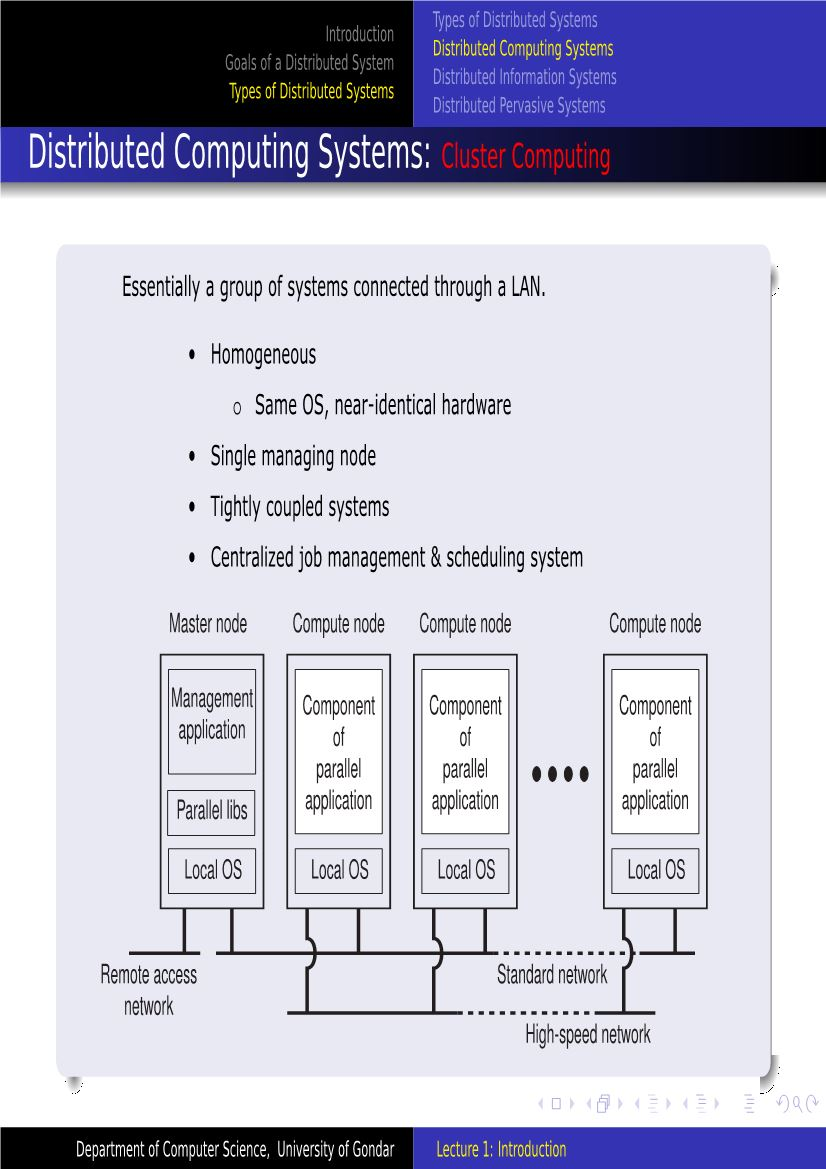 Introduction
Goals of a Distributed System
Types of Distributed Systems
Types of Distributed Systems
Distributed Computing Systems
Distributed Information Systems
Distributed Pervasive Systems
Distributed Computing Systems: Cluster Computing
Essentially a group of systems connected through a LAN.
• Homogeneous
○ Same OS, near-identical hardware
• Single managing node
• Tightly coupled systems
• Centralized job management & scheduling system
Master node
Compute node
Compute node
Compute node
Management
application
Parallel libs
Local OS
Component
of
parallel
application
Local OS
Component
of
parallel
application
Local OS
Component
of
parallel
application
Local OS
Remote access
network
Standard network
High-speed network
Department of Computer Science, University of Gondar
Lecture 1: Introduction